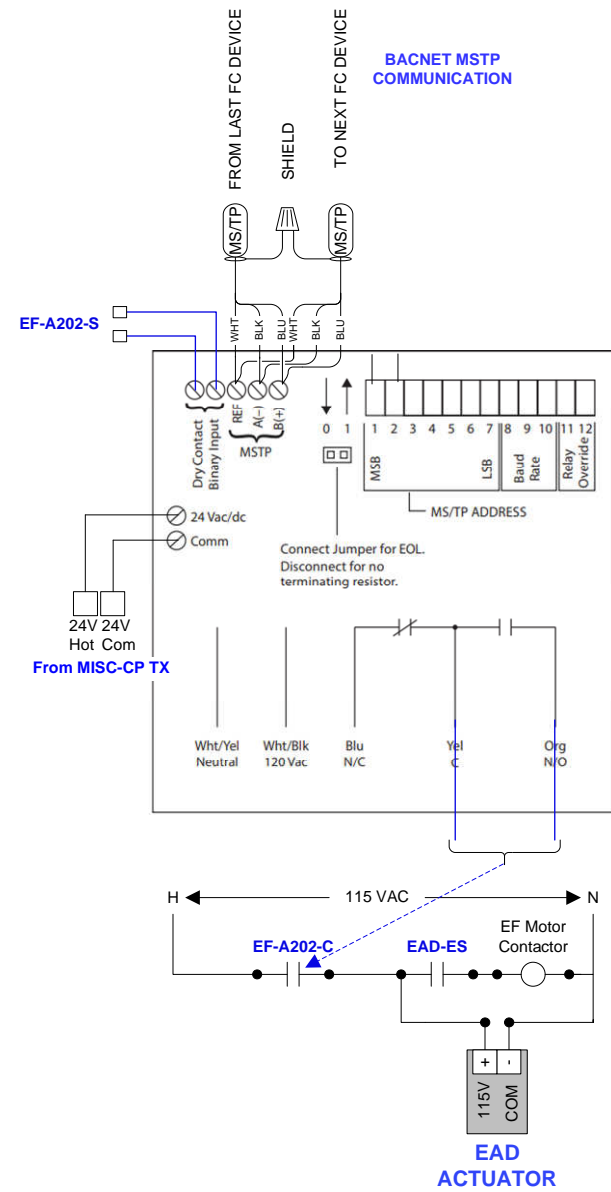 FROM LAST FC DEVICE
SHIELD
TO NEXT FC DEVICE
BACNET MSTP
COMMUNICATION
MS/TP
MS/TP
EF-A202-S
WHT
BLK
BLU
WHT
BLK
BLU
Dry Contact
Binary Input
REF
A(−)
B(+)
MSTP
0 1
1 2 3 4 5 6 7 8 9 10 11 12
MSB
LSB
Baud
Rate
Relay
Override
MS/TP ADDRESS
24 Vac/dc
Comm
Connect Jumper for EOL.
Disconnect for no
terminating resistor.
24V 24V
Hot Com
From MISC-CP TX
Wht/Yel
Neutral
Wht/Blk
120 Vac
Blu
N/C
Yel
C
Org
N/O
H
115 VAC
N
EF-A202-C
EAD-ES
EF Motor
Contactor
+ -
115V
COM
EAD
ACTUATOR